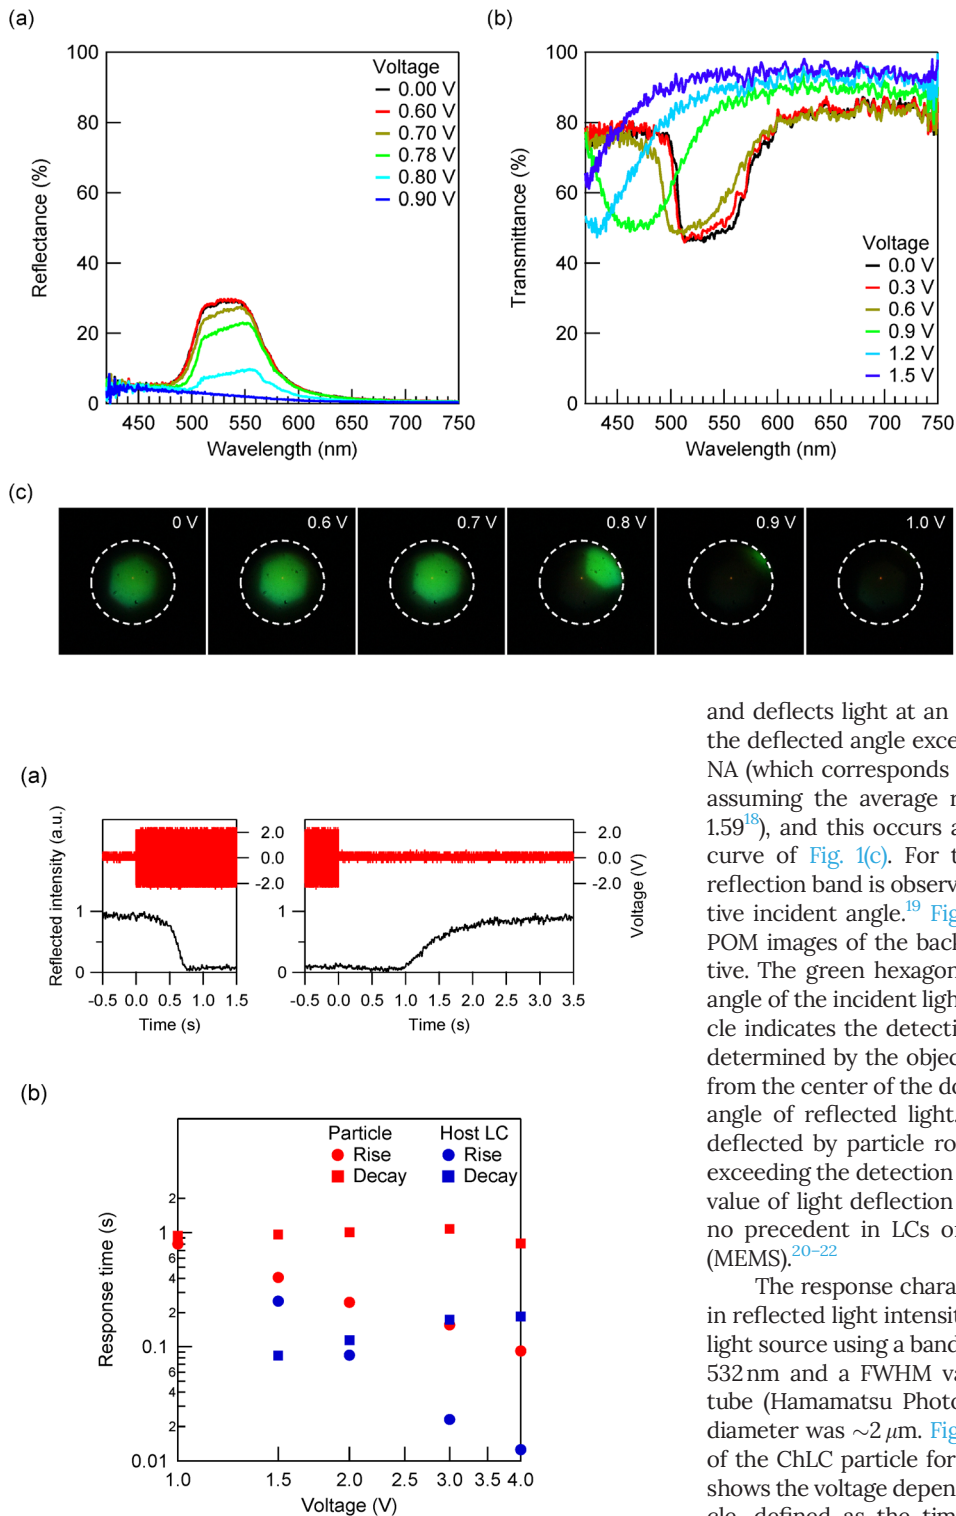 (a)
(b)
100
80
60
40
20
0
Reflectance (%)
450 500 550 600 650 700 750
Wavelength (nm)
Voltage
0.00 V
0.60 V
0.70 V
0.78 V
0.80 V
0.90 V
100
80
60
40
20
0
Transmittance (%)
450 500 550 600 650 700 750
Wavelength (nm)
Voltage
0.0 V
0.3 V
0.6 V
0.9 V
1.2 V
1.5 V
(c)
0 V
0.6 V
0.7 V
0.8 V
0.9 V
1.0 V
(a)
Reflected intensity (a.u.)
1
0
-0.5 0.0 0.5 1.0 1.5
Time (s)
2.0
0.0
-2.0
1
0
-0.5 0.0 0.5 1.0 1.5 2.0 2.5 3.0 3.5
Time (s)
2.0
0.0
-2.0
Voltage (V)
(b)
Particle Host LC
Rise Rise
Decay Decay
Response time (s)
2
1
8
6
4
2
0.1
8
6
4
2
0.01
1.0 1.5 2.0 2.5 3.0 3.5 4.0
Voltage (V)
and deflects light at an
the deflected angle exce
NA (which corresponds
assuming the average r
1.59¹⁸), and this occurs a
curve of Fig. 1(c). For t
reflection band is observ
tive incident angle.¹⁹ Fig
POM images of the back
tive. The green hexagon
angle of the incident light
cle indicates the detecti
determined by the objec
from the center of the do
angle of reflected light.
deflected by particle ro
exceeding the detection
value of light deflection
no precedent in LCs o
(MEMS).²⁰⁻²²
The response chara
in reflected light intensit
light source using a band
532 nm and a FWHM va
tube (Hamamatsu Photo
diameter was ~2 μm. Fig
of the ChLC particle for
shows the voltage depen
cle, defined as the tim